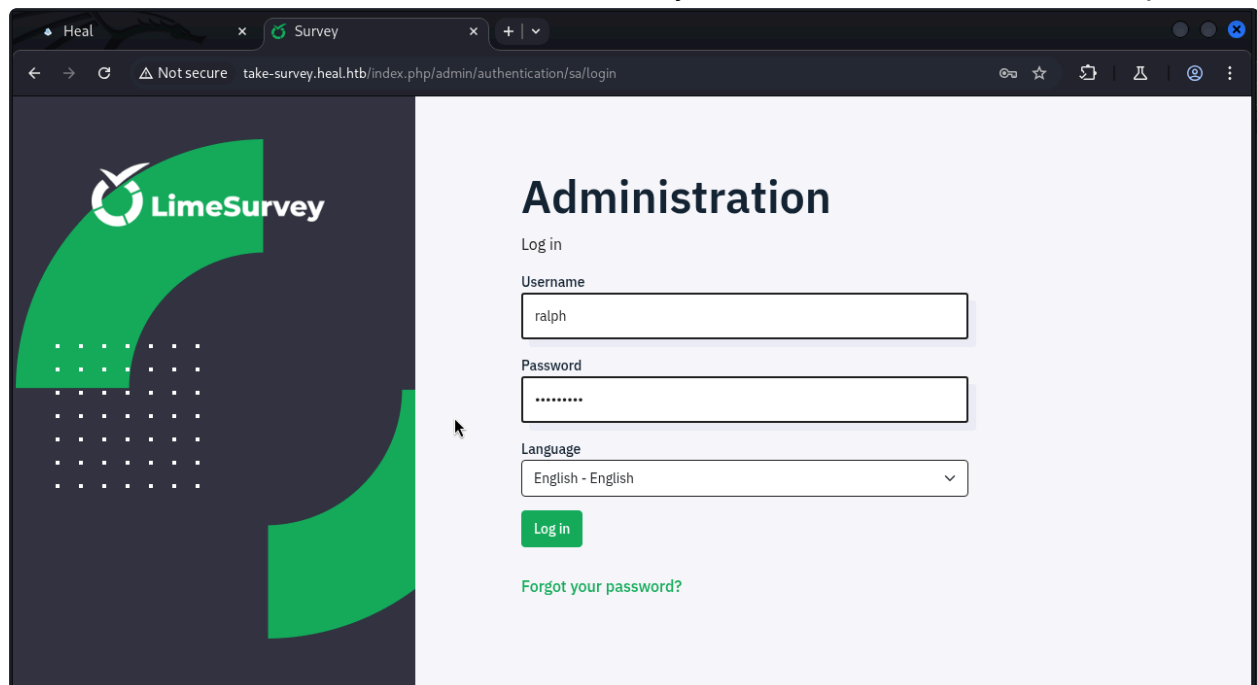 Heal
Survey
Not secure take-survey.heal.htb/index.php/admin/authentication/sa/login
LimeSurvey
Administration
Log in
Username
ralph
Password
•••••••••
Language
English - English
Log in
Forgot your password?